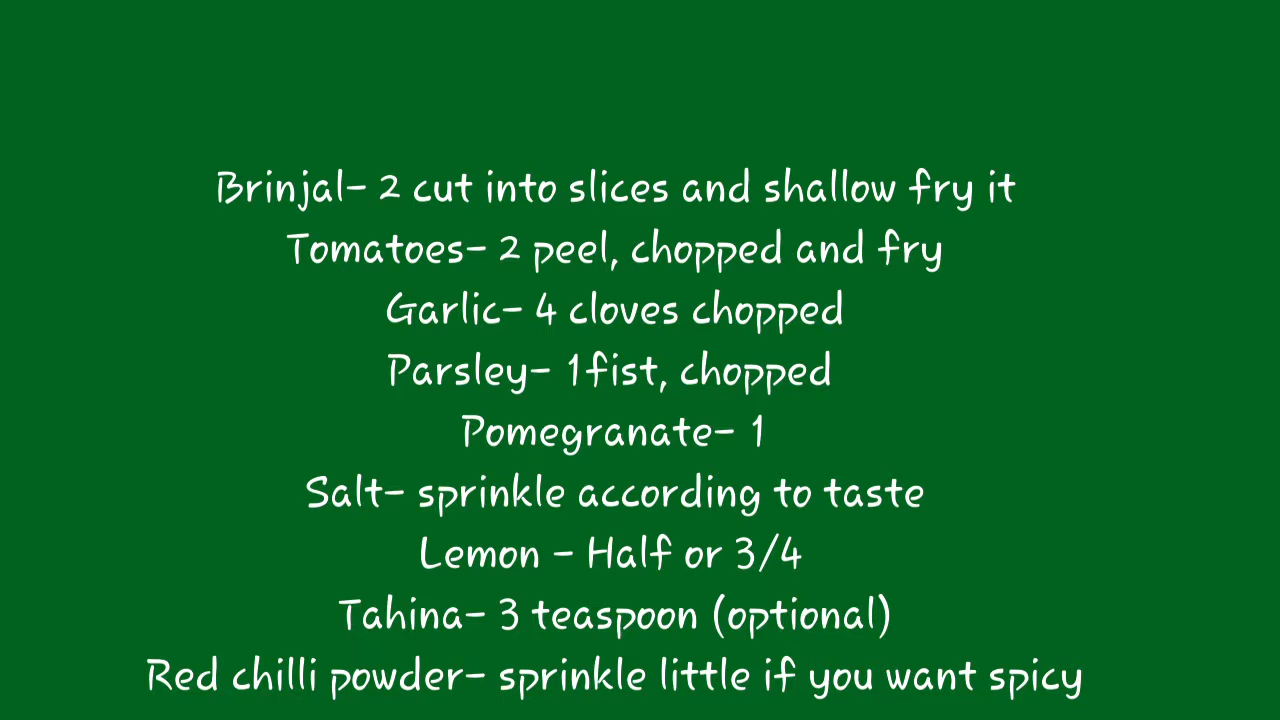 Brinjal- 2 cut into slices and shallow fry it
Tomatoes- 2 peel, chopped and fry
Garlic- 4 cloves chopped
Parsley- 1fist, chopped
Pomegranate- 1
Salt- sprinkle according to taste
Lemon - Half or 3/4
Tahina- 3 teaspoon (optional)
Red chilli powder- sprinkle little if you want spicy